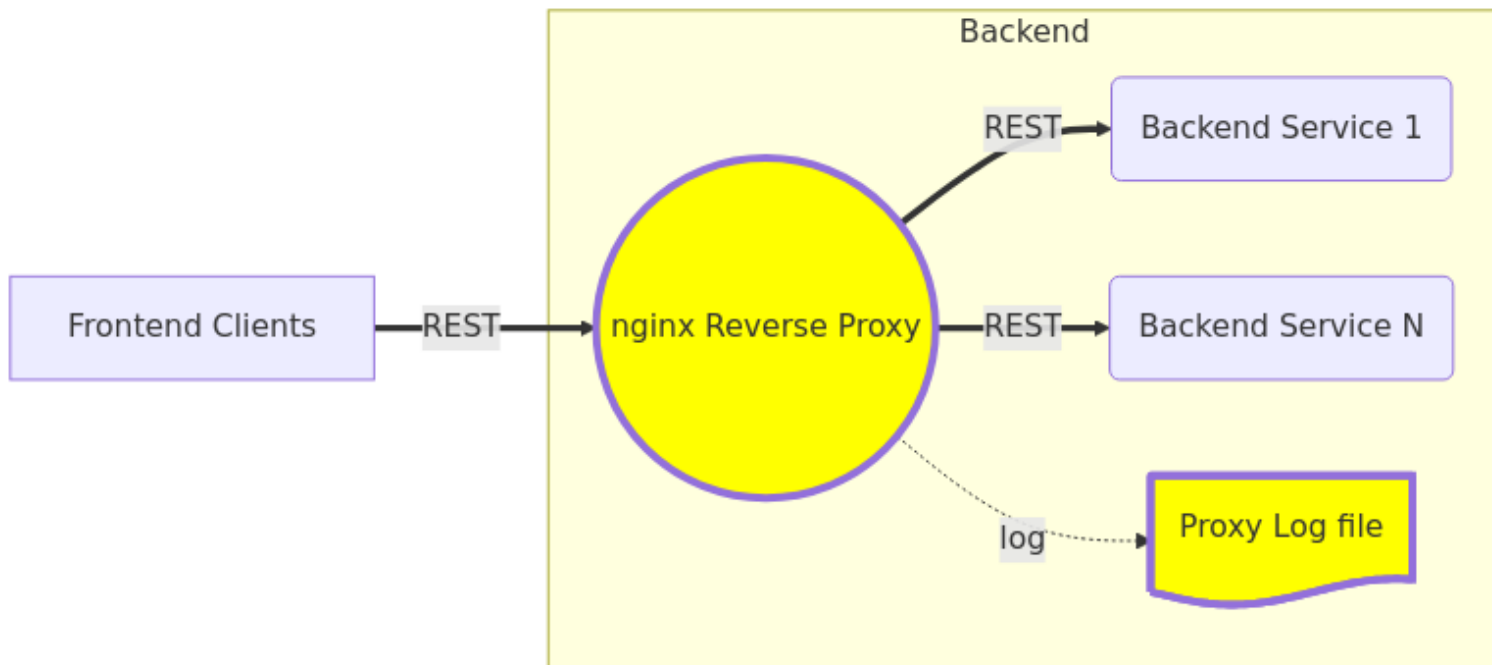 Backend
REST
Backend Service 1
Frontend Clients
REST
nginx Reverse Proxy
REST
Backend Service N
log
Proxy Log file